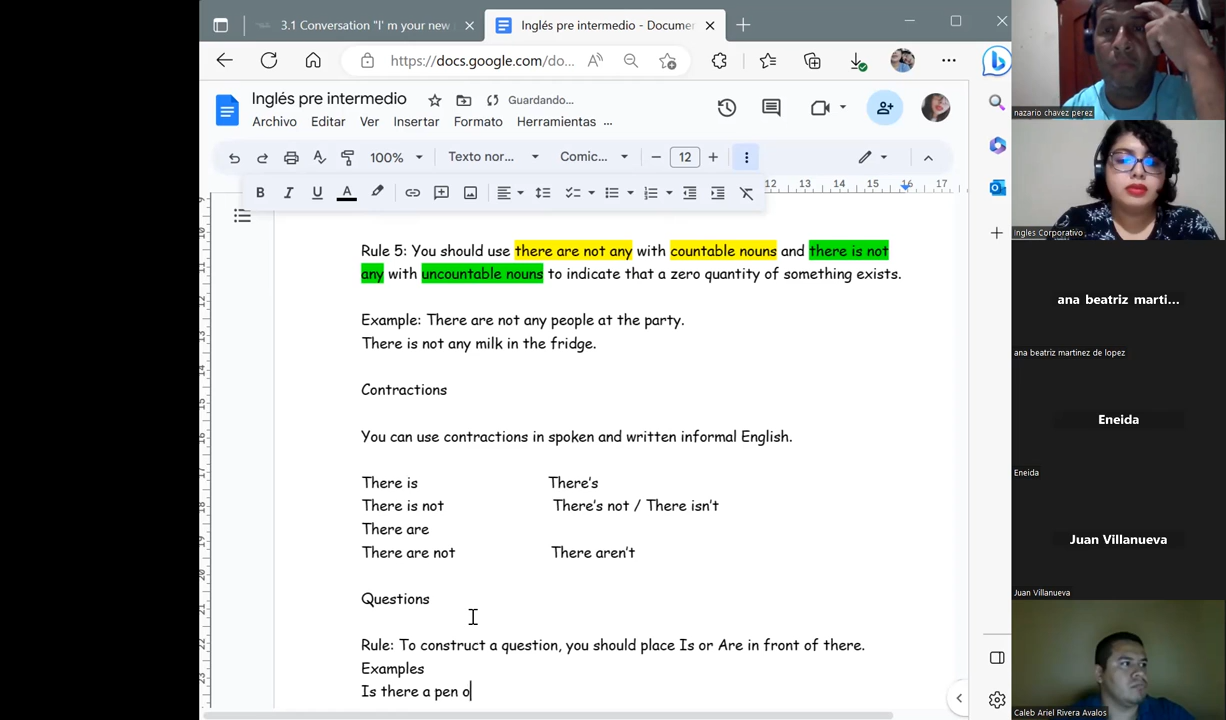 3.1 Conversation "I' m your new
Inglés pre intermedio - Documen
https://docs.google.com/do...
Inglés pre intermedio
Guardando...
Archivo Editar Ver Insertar Formato Herramientas ...
100% Texto nor... Comic... 12
12 13 14 15 16 17
Rule 5: You should use there are not any with countable nouns and there is not
any with uncountable nouns to indicate that a zero quantity of something exists.
Example: There are not any people at the party.
There is not any milk in the fridge.
Contractions
You can use contractions in spoken and written informal English.
There is There's
There is not There's not / There isn't
There are
There are not There aren't
Questions
Rule: To construct a question, you should place Is or Are in front of there.
Examples
Is there a pen o
nazario chavez perez
Ingles Corporativo
ana beatriz marti...
ana beatriz martinez de lopez
Eneida
Eneida
Juan Villanueva
Juan Villanueva
Caleb Ariel Rivera Avalos